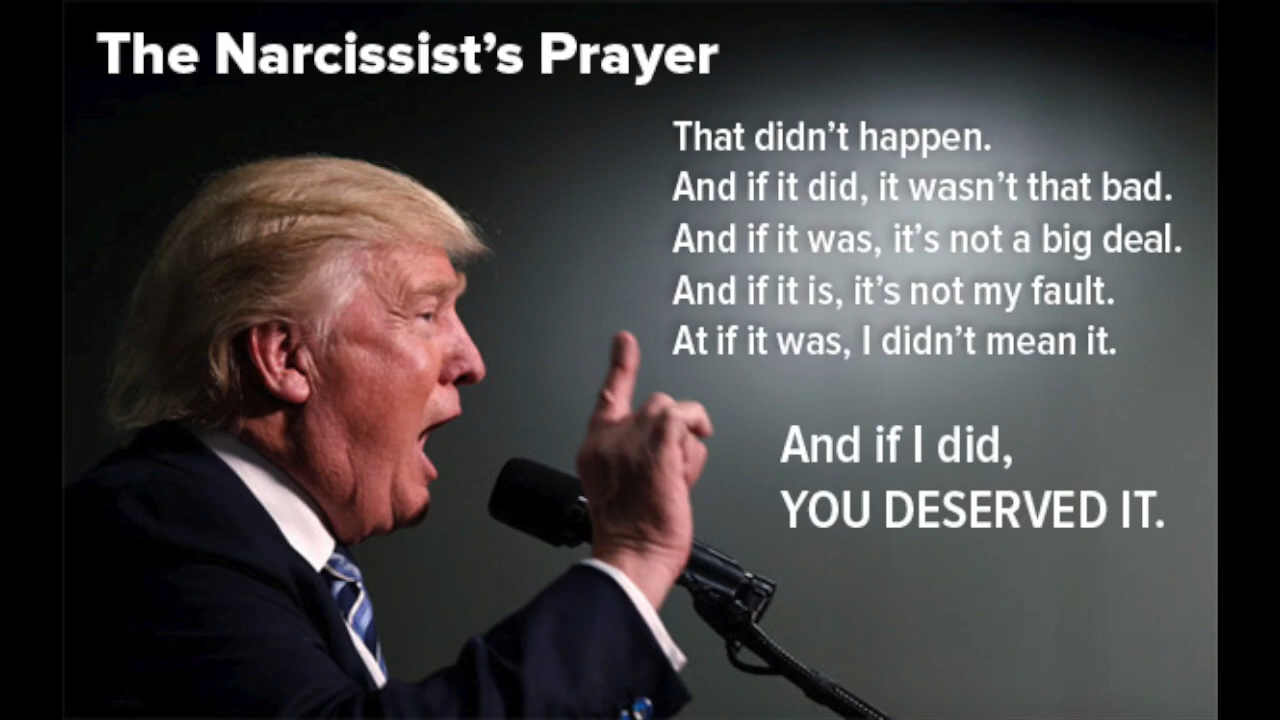 The Narcissist’s Prayer
That didn’t happen.
And if it did, it wasn’t that bad.
And if it was, it’s not a big deal.
And if it is, it’s not my fault.
At if it was, I didn’t mean it.
And if I did,
YOU DESERVED IT.